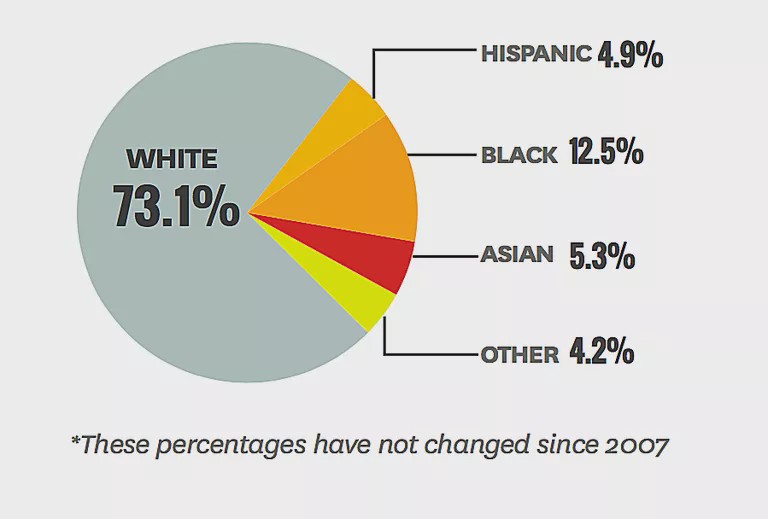 HISPANIC 4.9%
WHITE
73.1%
BLACK 12.5%
ASIAN 5.3%
OTHER 4.2%
*These percentages have not changed since 2007